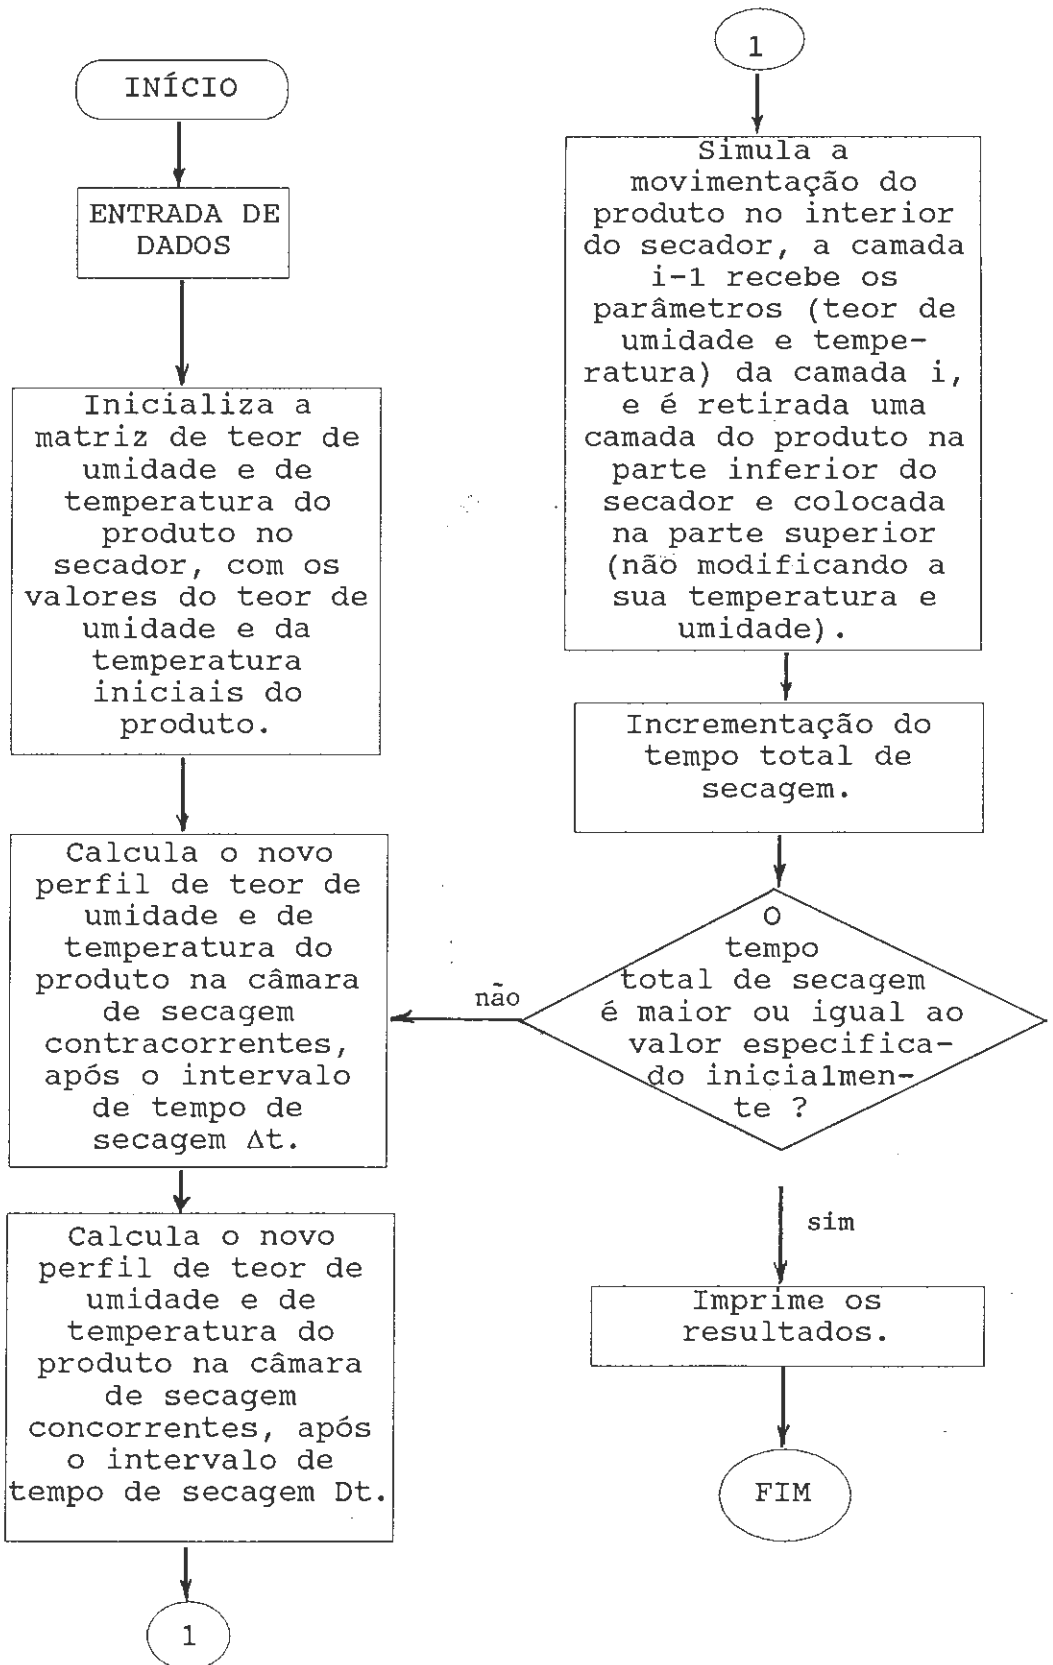 INÍCIO
ENTRADA DE
DADOS
Inicializa a
matriz de teor de
umidade e de
temperatura do
produto no
secador, com os
valores do teor de
umidade e da
temperatura
iniciais do
produto.
Calcula o novo
perfil de teor de
umidade e de
temperatura do
produto na câmara
de secagem
contracorrentes,
após o intervalo
de tempo de
secagem Δt.
Calcula o novo
perfil de teor de
umidade e de
temperatura do
produto na câmara
de secagem
concorrentes, após
o intervalo de
tempo de secagem Dt.
1
1
Simula a
movimentação do
produto no interior
do secador, a camada
i-1 recebe os
parâmetros (teor de
umidade e tempe-
ratura) da camada i,
e é retirada uma
camada do produto na
parte inferior do
secador e colocada
na parte superior
(não modificando a
sua temperatura e
umidade).
Incrementação do
tempo total de
secagem.
O
tempo
total de secagem
é maior ou igual ao
valor especifica-
do inicialmen-
te ?
não
sim
Imprime os
resultados.
FIM